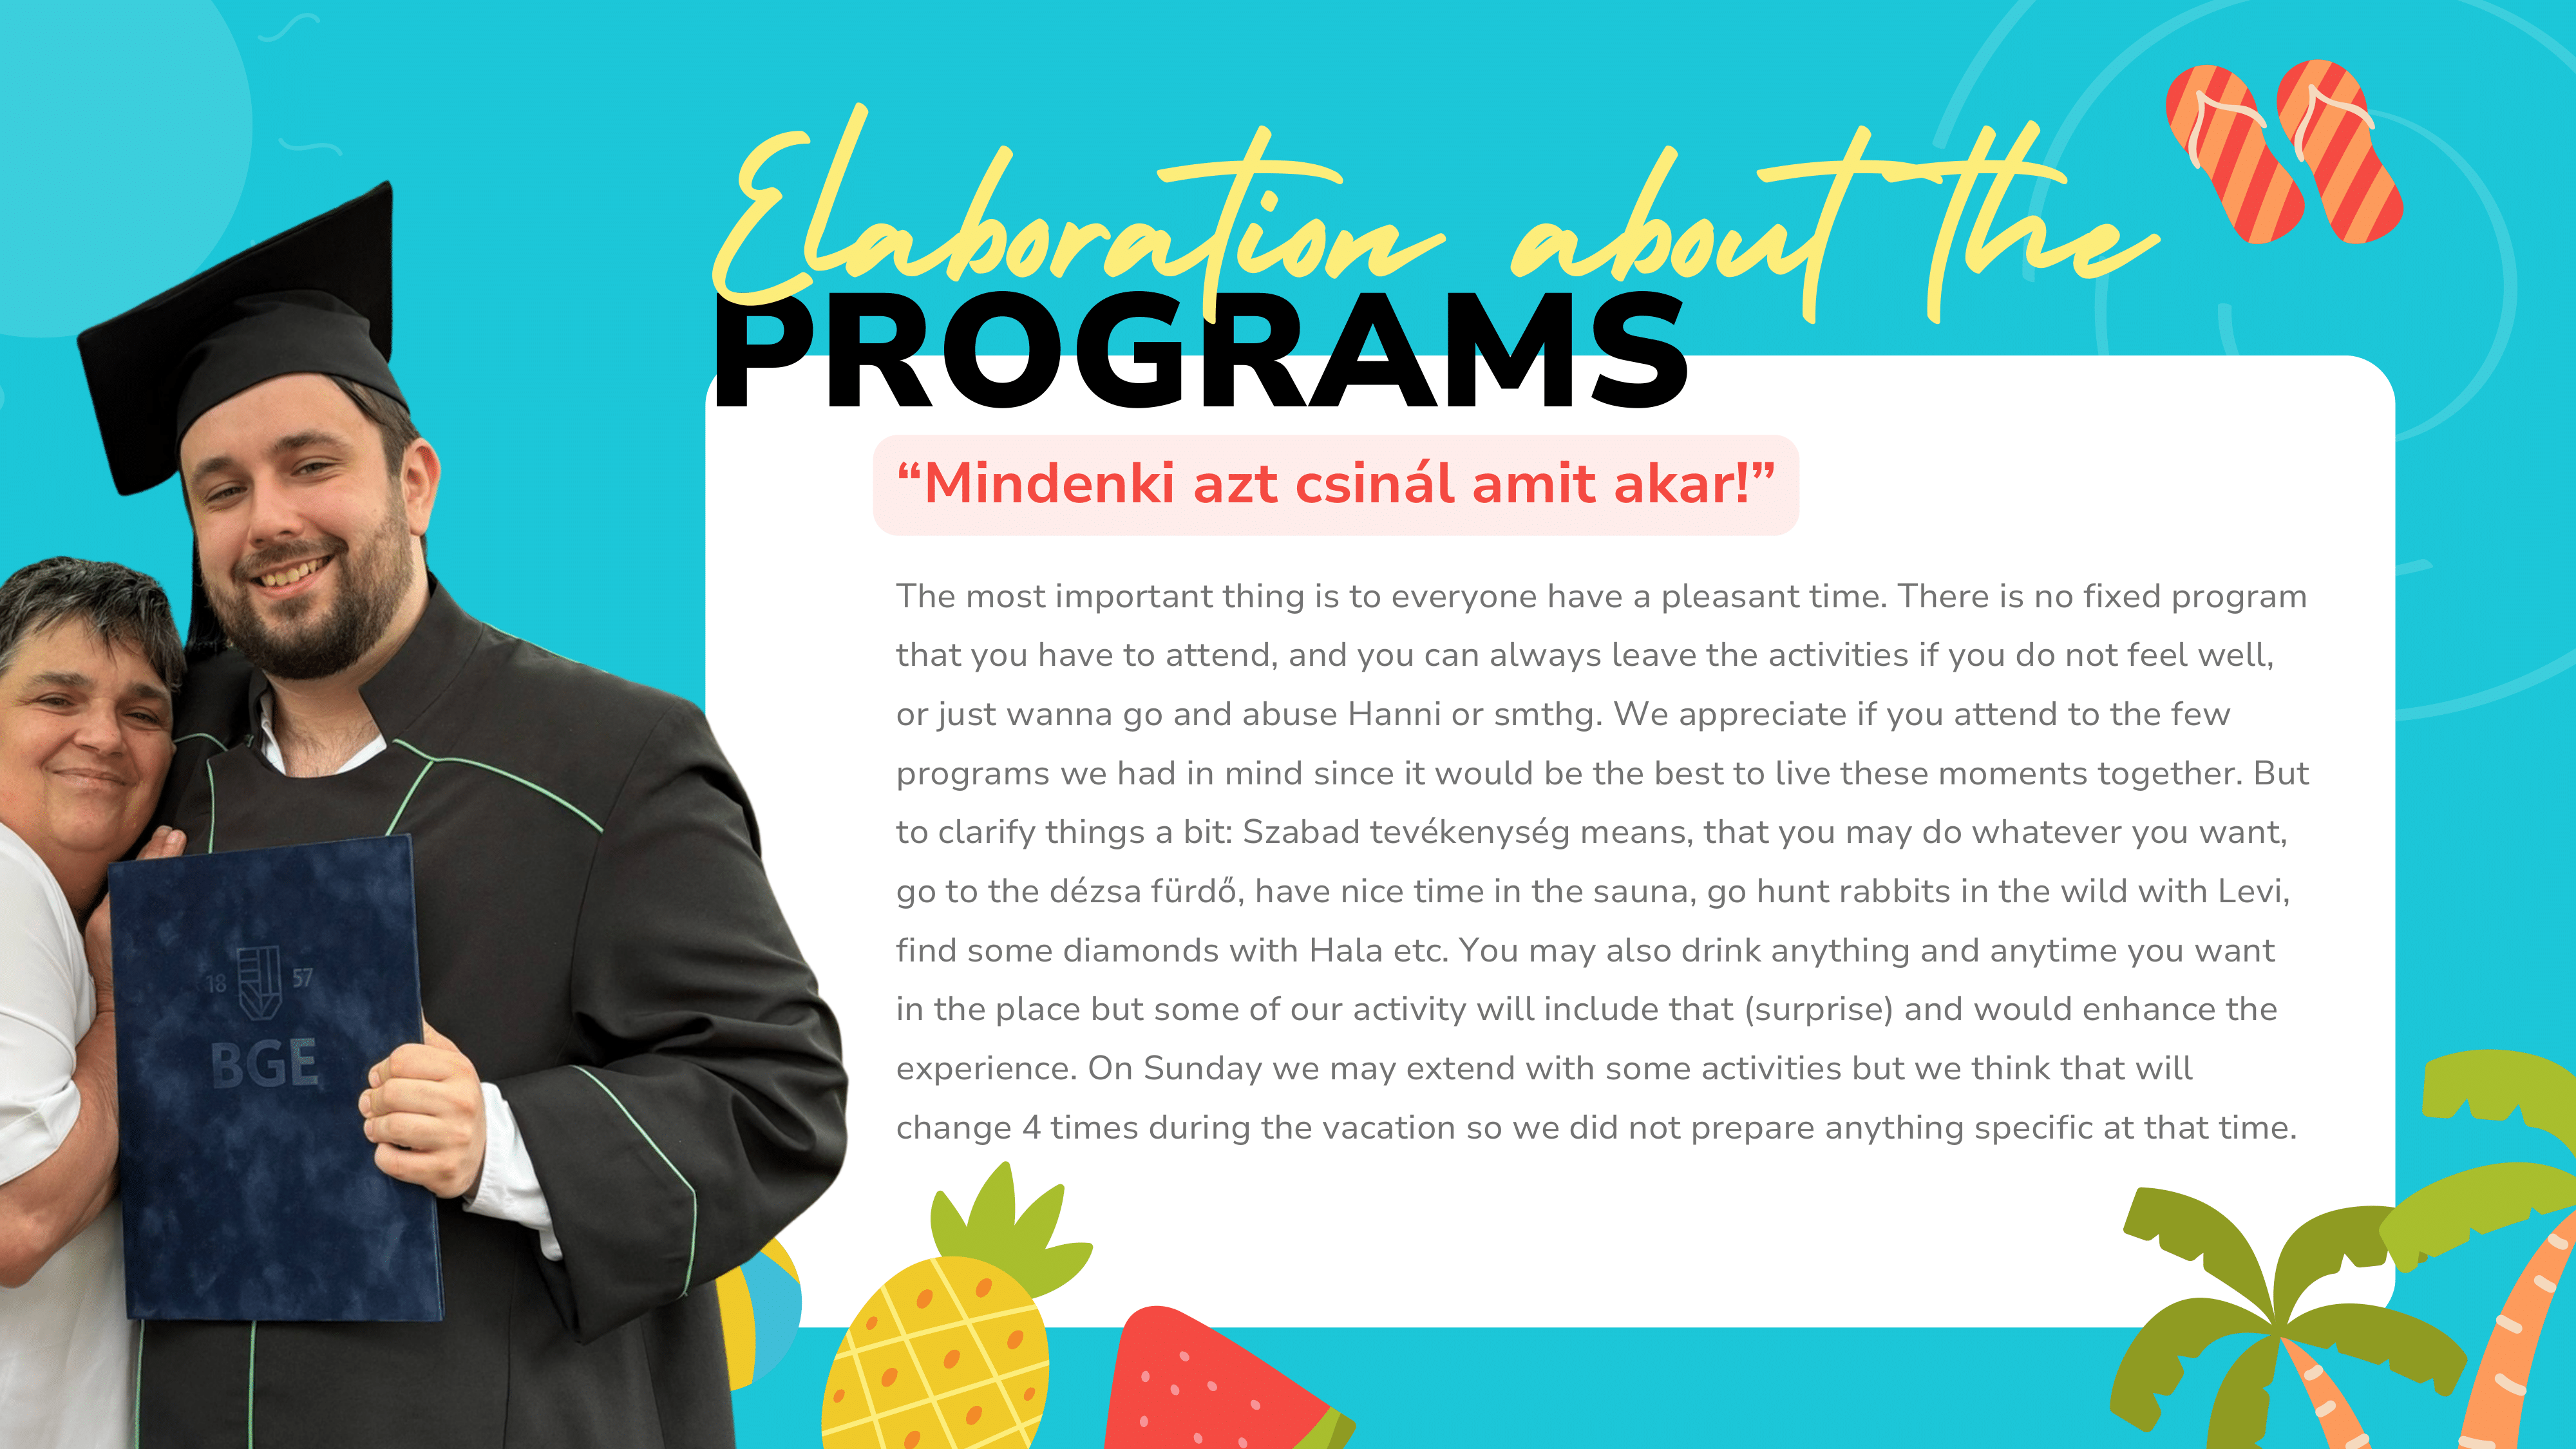 Elaboration about the
PROGRAMS
“Mindenki azt csinál amit akar!”
The most important thing is to everyone have a pleasant time. There is no fixed program
that you have to attend, and you can always leave the activities if you do not feel well,
or just wanna go and abuse Hanni or smthg. We appreciate if you attend to the few
programs we had in mind since it would be the best to live these moments together. But
to clarify things a bit: Szabad tevékenység means, that you may do whatever you want,
go to the dézsa fürdő, have nice time in the sauna, go hunt rabbits in the wild with Levi,
find some diamonds with Hala etc. You may also drink anything and anytime you want
in the place but some of our activity will include that (surprise) and would enhance the
experience. On Sunday we may extend with some activities but we think that will
change 4 times during the vacation so we did not prepare anything specific at that time.
18 57
BGE